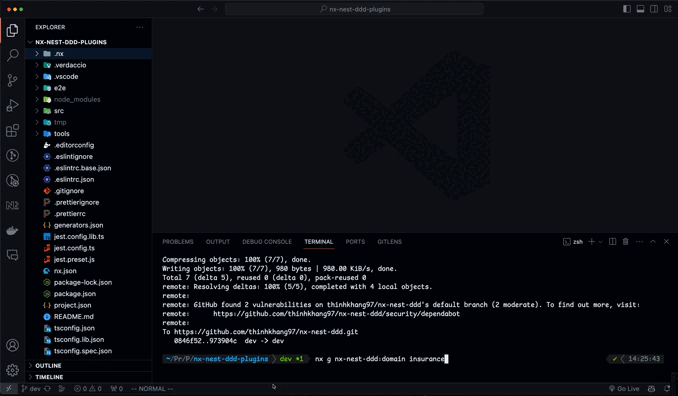 nx-nest-ddd-plugins
EXPLORER
NX-NEST-DDD-PLUGINS
.nx
.verdaccio
.vscode
e2e
node_modules
src
tmp
tools
.editorconfig
.eslintignore
.eslintrc.base.json
.eslintrc.json
.gitignore
.prettierignore
.prettierrc
generators.json
jest.config.lib.ts
jest.config.ts
jest.preset.js
nx.json
package-lock.json
package.json
project.json
README.md
tsconfig.json
tsconfig.lib.json
tsconfig.spec.json
OUTLINE
TIMELINE
PROBLEMS OUTPUT DEBUG CONSOLE TERMINAL PORTS GITLENS
zsh
Compressing objects: 100% (7/7), done.
Writing objects: 100% (7/7), 980 bytes | 980.00 KiB/s, done.
Total 7 (delta 5), reused 0 (delta 0), pack-reused 0
remote: Resolving deltas: 100% (5/5), completed with 4 local objects.
remote:
remote: GitHub found 2 vulnerabilities on thinhkhang97/nx-nest-ddd's default branch (2 moderate). To find out more, visit:
remote:      https://github.com/thinhkhang97/nx-nest-ddd/security/dependabot
remote:
To https://github.com/thinhkhang97/nx-nest-ddd.git
   0846f52..973904c  dev -> dev
~/Pr/P/nx-nest-ddd-plugins dev *1 nx g nx-nest-ddd:domain insurance ✓ 14:25:43
dev 0 0 0 -- NORMAL -- Go Live